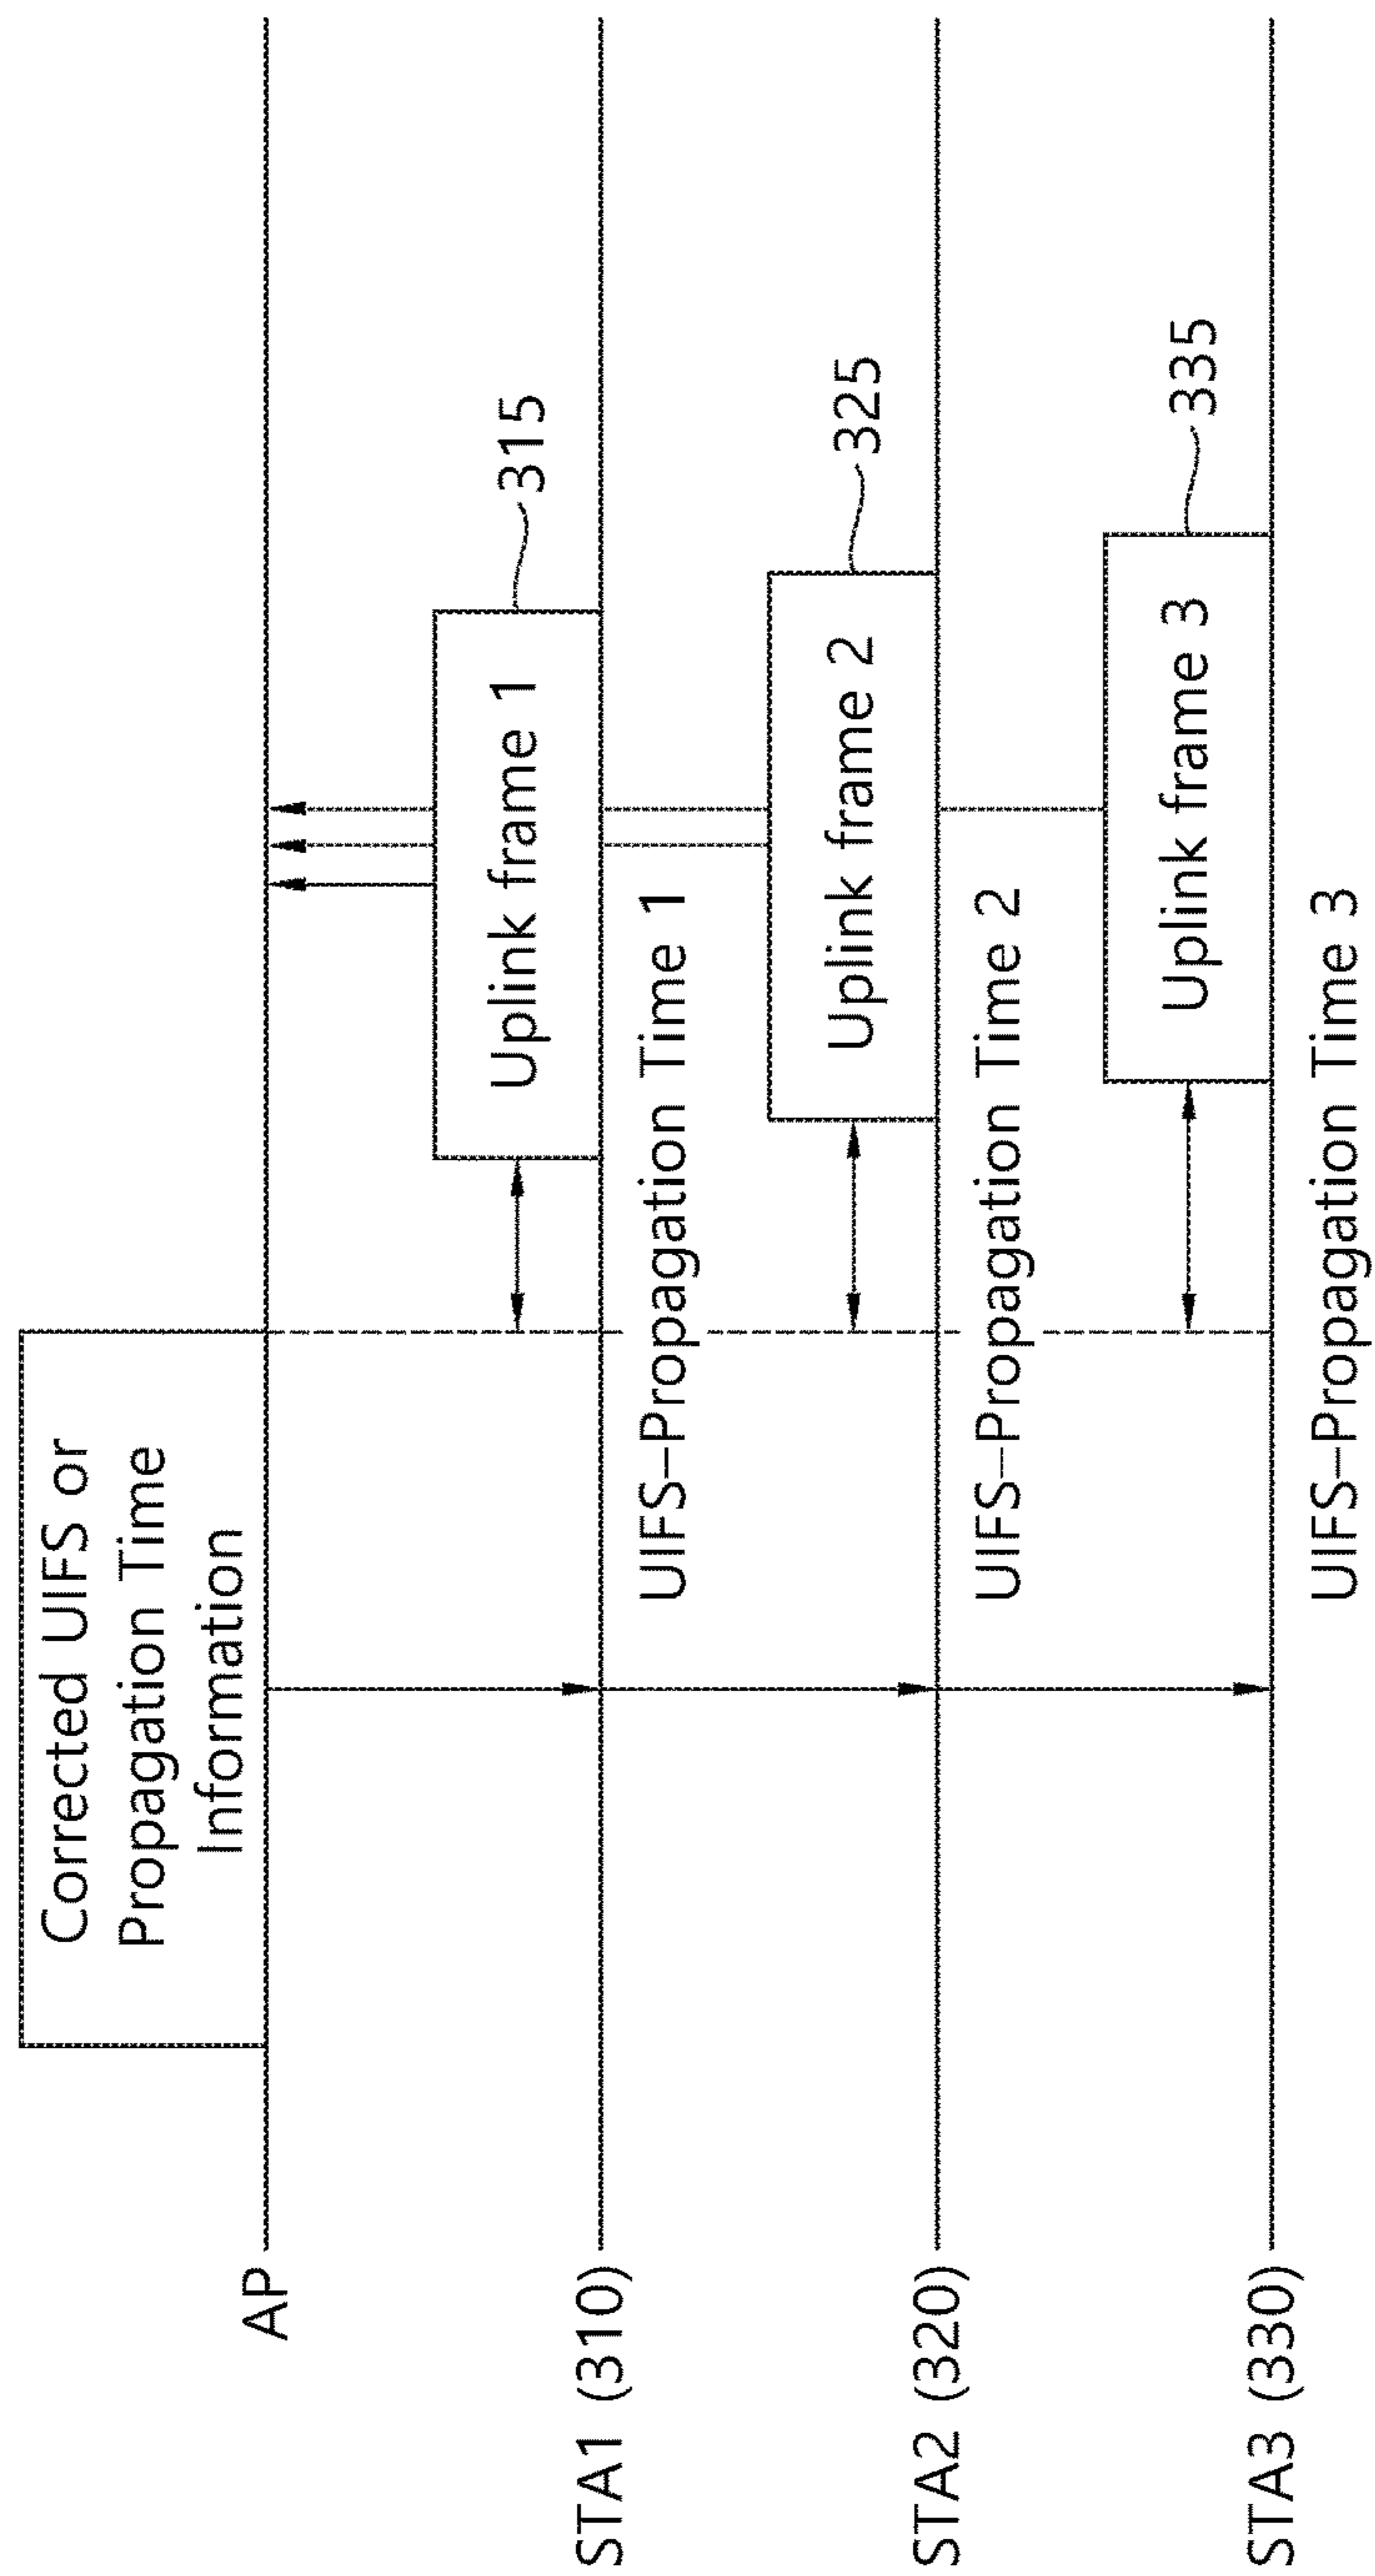 Corrected UIFS or
Propagation Time
Information
AP
315
Uplink frame 1
STA1 (310)
UIFS–Propagation Time 1
325
Uplink frame 2
STA2 (320)
UIFS–Propagation Time 2
335
Uplink frame 3
STA3 (330)
UIFS–Propagation Time 3